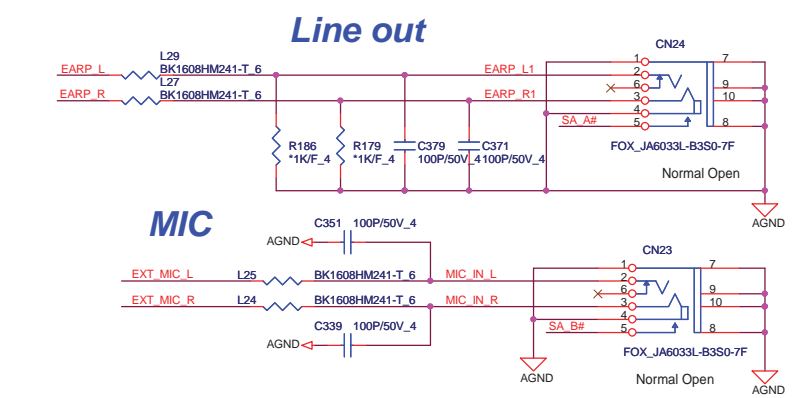 Line out
CN24
L29
BK1608HM241-T_6
EARP_L
EARP_L1
L27
BK1608HM241-T_6
EARP_R
EARP_R1
1
2
6
3
4
5
7
9
10
8
SA_A#
R186
*1K/F_4
R179
*1K/F_4
C379
100P/50V_4
C371
100P/50V_4
FOX_JA6033L-B3S0-7F
Normal Open
AGND
MIC
C351 100P/50V_4
AGND
CN23
EXT_MIC_L
L25
BK1608HM241-T_6
MIC_IN_L
EXT_MIC_R
L24
BK1608HM241-T_6
MIC_IN_R
1
2
6
3
4
5
7
9
10
8
SA_B#
C339 100P/50V_4
AGND
FOX_JA6033L-B3S0-7F
Normal Open
AGND
AGND